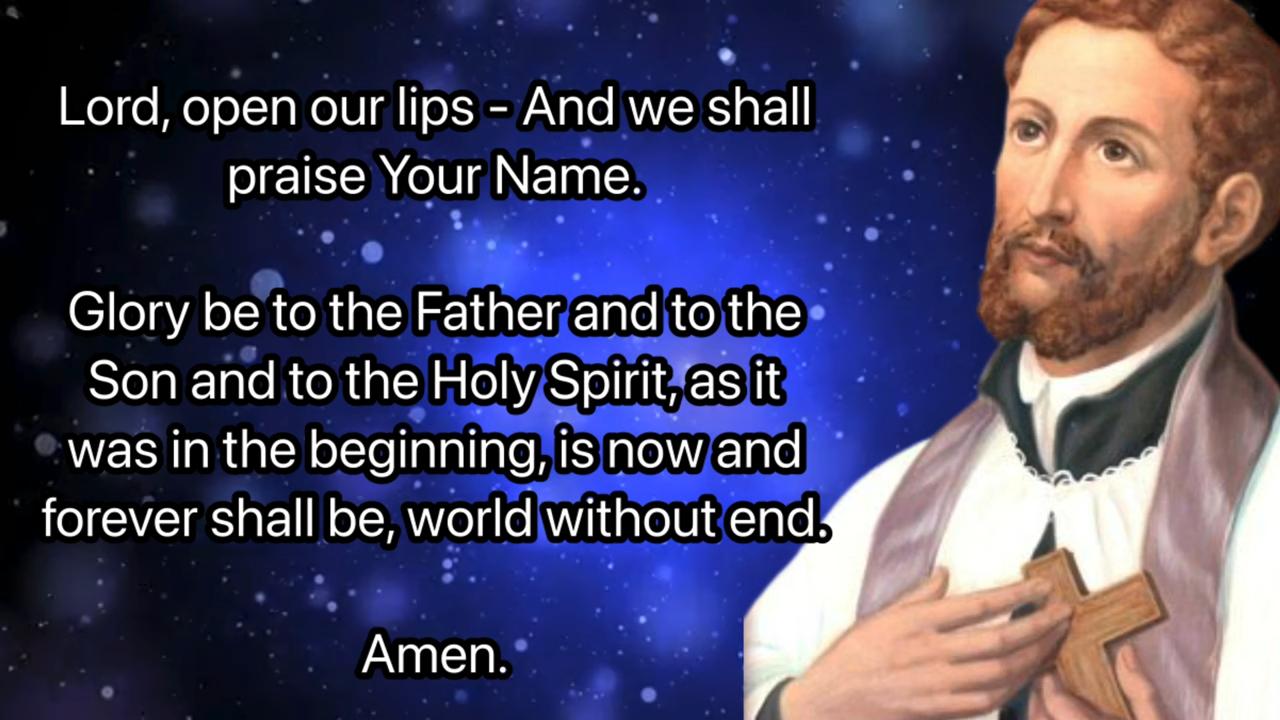 Lord, open our lips - And we shall
praise Your Name.
Glory be to the Father and to the
Son and to the Holy Spirit, as it
was in the beginning, is now and
forever shall be, world without end.
Amen.